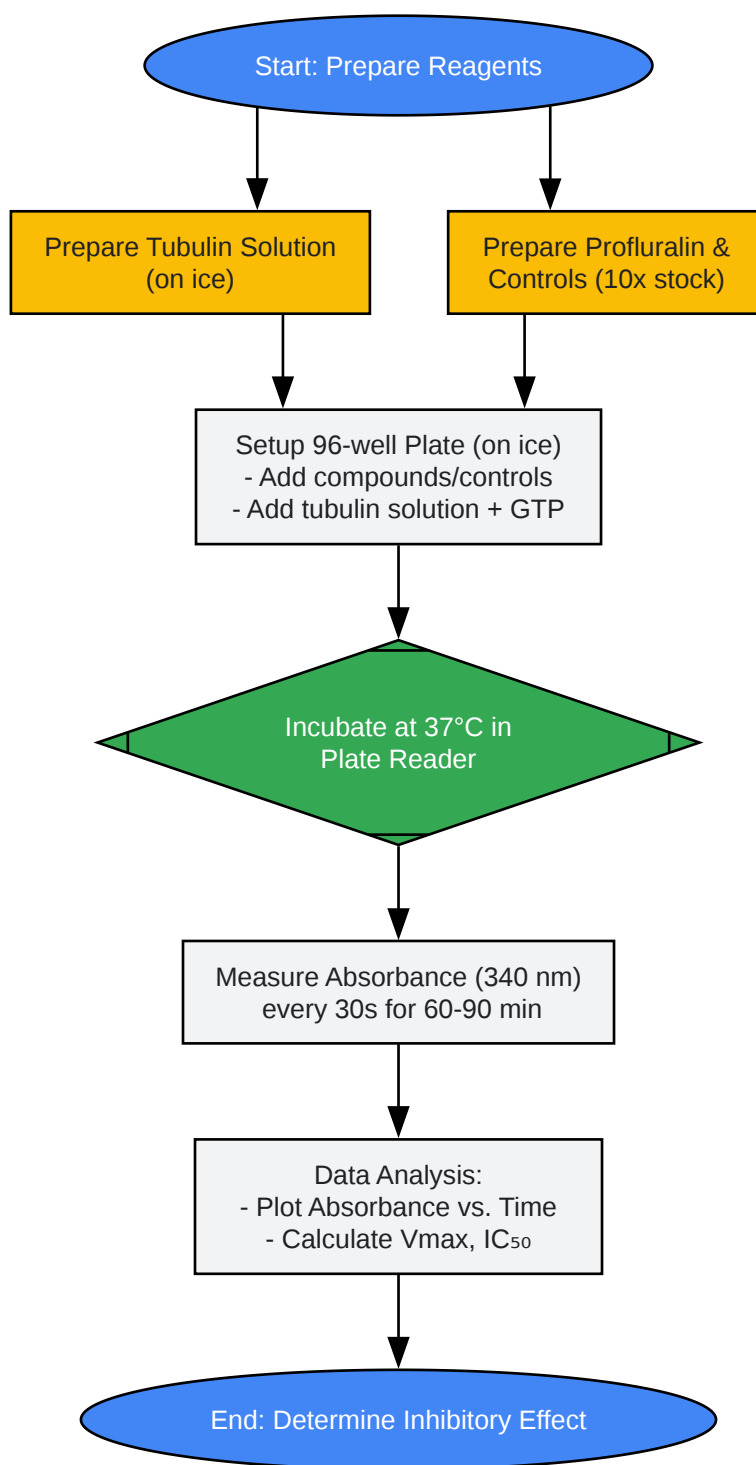 Start: Prepare Reagents
Prepare Tubulin Solution
(on ice)
Prepare Profluralin &
Controls (10x stock)
Setup 96-well Plate (on ice)
- Add compounds/controls
- Add tubulin solution + GTP
Incubate at 37°C in
Plate Reader
Measure Absorbance (340 nm)
every 30s for 60-90 min
Data Analysis:
- Plot Absorbance vs. Time
- Calculate Vmax, IC₅₀
End: Determine Inhibitory Effect